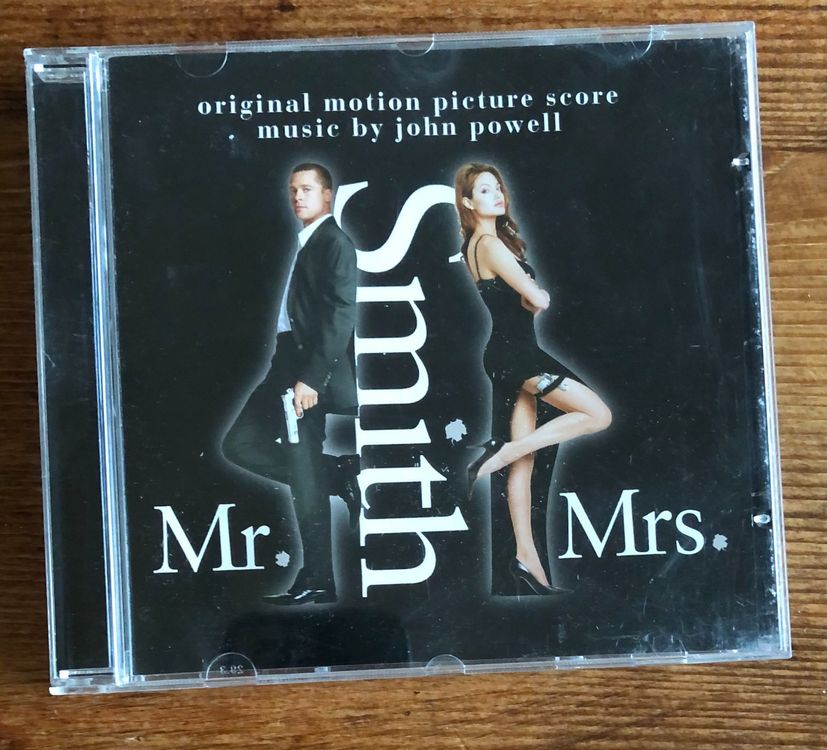 original motion picture score
music by john powell
Smith
Mr.
Mrs.